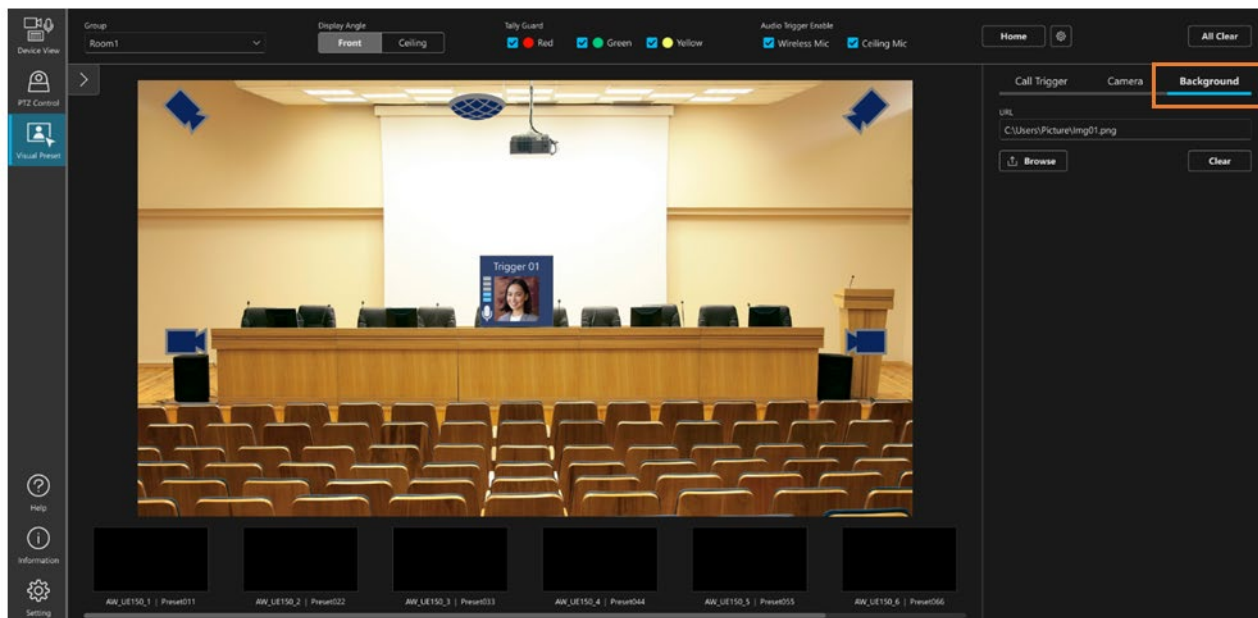 Device View
PTZ Control
Visual Preset
Help
Information
Setting
Group
Room1
Display Angle
Front
Ceiling
Tally Guard
Red
Green
Yellow
Audio Trigger Enable
Wireless Mic
Ceiling Mic
Home
All Clear
Trigger 01
AW_UE150_1 | Preset011
AW_UE150_2 | Preset022
AW_UE150_3 | Preset033
AW_UE150_4 | Preset044
AW_UE150_5 | Preset055
AW_UE150_6 | Preset066
Call Trigger
Camera
Background
URL
C:\Users\Picture\Img01.png
Browse
Clear